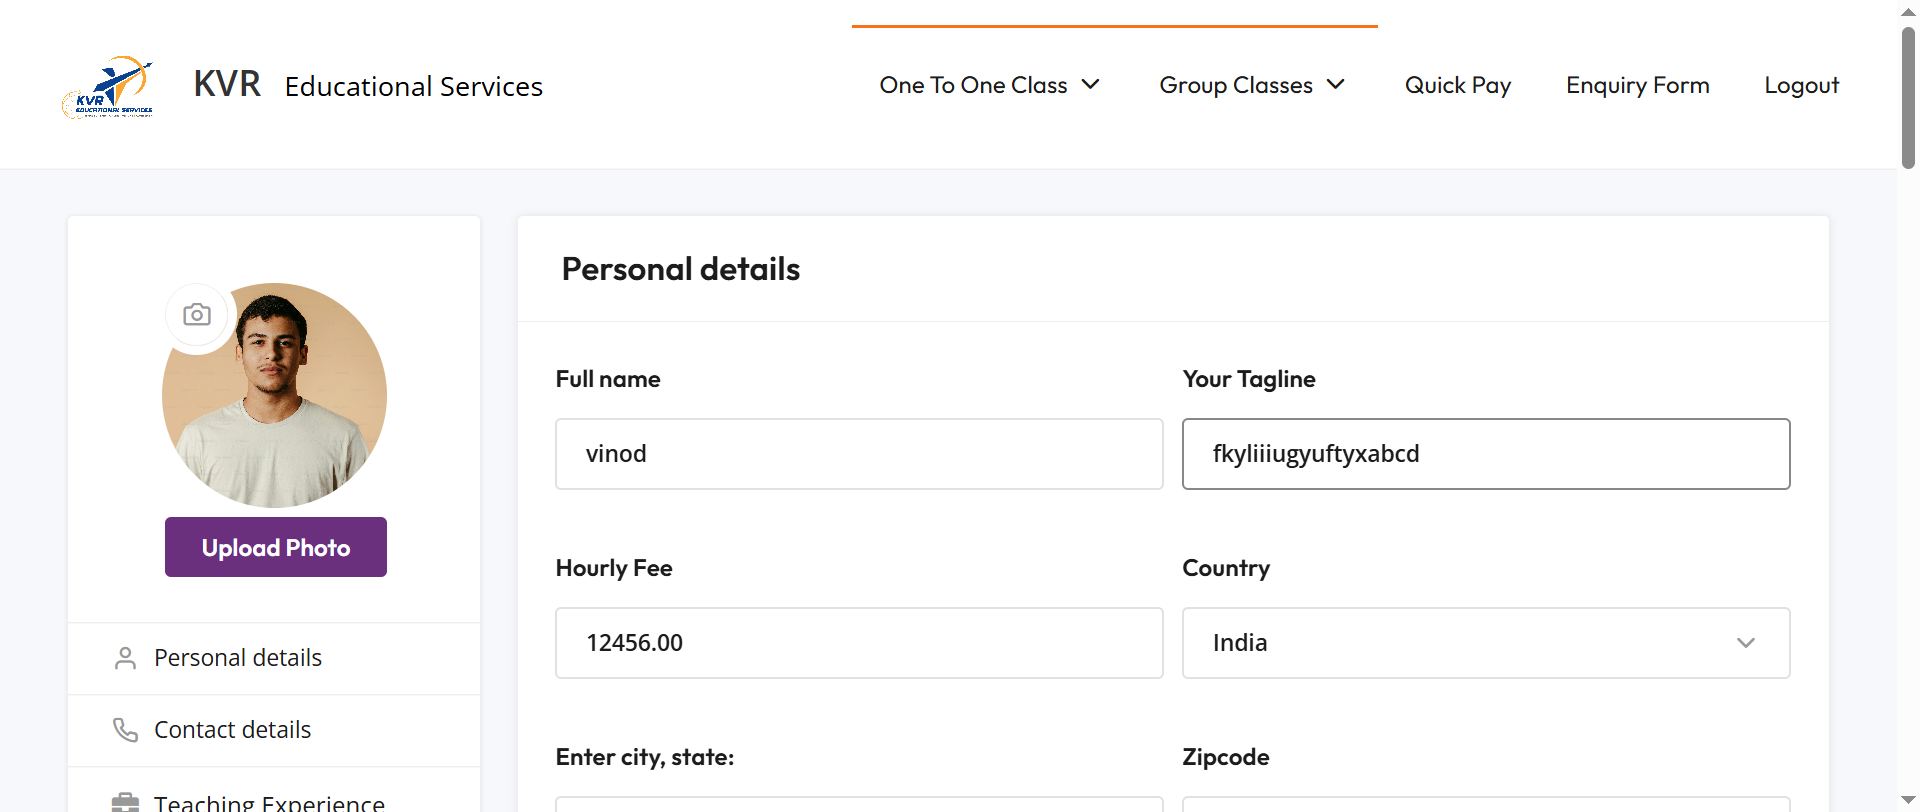 KVR
EDUCATIONAL SERVICES
KVR Educational Services
One To One Class
Group Classes
Quick Pay
Enquiry Form
Logout
Upload Photo
Personal details
Contact details
Teaching Experience
Personal details
Full name
vinod
Your Tagline
fkyliiiugyuftyxabcd
Hourly Fee
12456.00
Country
India
Enter city, state:
Zipcode